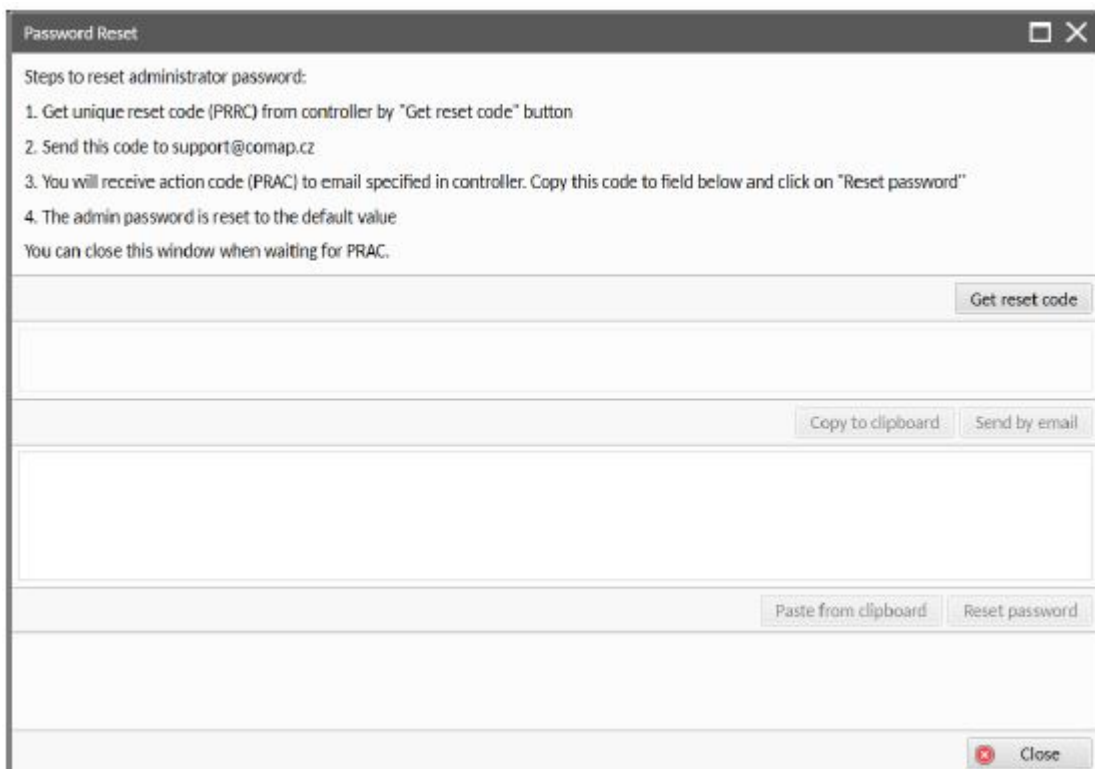 Password Reset
Steps to reset administrator password:
1. Get unique reset code (PRRC) from controller by "Get reset code" button
2. Send this code to support@comap.cz
3. You will receive action code (PRAC) to email specified in controller. Copy this code to field below and click on "Reset password"
4. The admin password is reset to the default value
You can close this window when waiting for PRAC.
Get reset code
Copy to clipboard Send by email
Paste from clipboard Reset password
Close